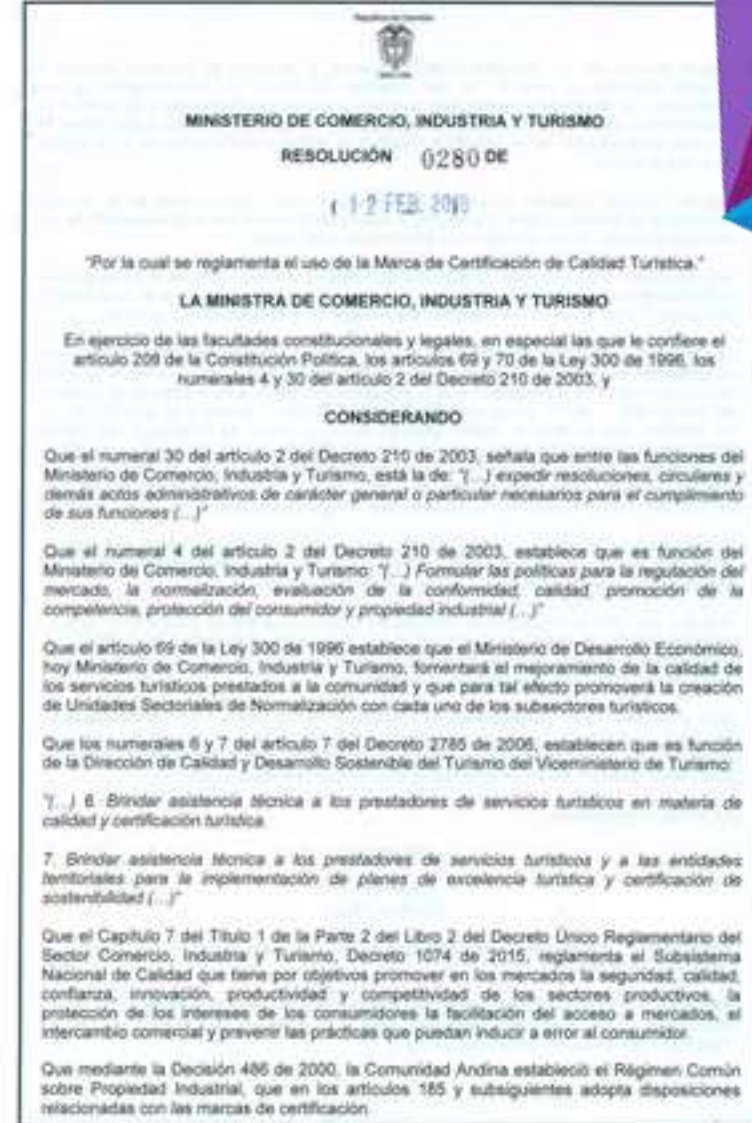 República de Colombia
MINISTERIO DE COMERCIO, INDUSTRIA Y TURISMO
RESOLUCIÓN 0280 DE
12 FEB. 
"Por la cual se reglamenta el uso de la Marca de Certificación de Calidad Turística."
LA MINISTRA DE COMERCIO, INDUSTRIA Y TURISMO
En ejercicio de las facultades constitucionales y legales, en especial las que le confiere el
artículo 208 de la Constitución Política, los artículos 69 y 70 de la Ley 300 de 1996, los
numerales 4 y 30 del artículo 2 del Decreto 210 de 2003, y
CONSIDERANDO
Que el numeral 30 del artículo 2 del Decreto 210 de 2003, señala que entre las funciones del
Ministerio de Comercio, Industria y Turismo, está la de: "(...) expedir resoluciones, circulares y
demás actos administrativos de carácter general o particular necesarios para el cumplimiento
de sus funciones (...)"
Que el numeral 4 del artículo 2 del Decreto 210 de 2003, establece que es función del
Ministerio de Comercio, Industria y Turismo: "(...) Formular las políticas para la regulación del
mercado, la normalización, evaluación de la conformidad, calidad, promoción de la
competencia, protección del consumidor y propiedad industrial (...)"
Que el artículo 69 de la Ley 300 de 1996 establece que el Ministerio de Desarrollo Económico,
hoy Ministerio de Comercio, Industria y Turismo, fomentará el mejoramiento de la calidad de
los servicios turísticos prestados a la comunidad y que para tal efecto promoverá la creación
de Unidades Sectoriales de Normalización con cada uno de los subsectores turísticos.
Que los numerales 6 y 7 del artículo 7 del Decreto 2785 de 2006, establecen que es función
de la Dirección de Calidad y Desarrollo Sostenible del Turismo del Viceministerio de Turismo:
"(...) 6. Brindar asistencia técnica a los prestadores de servicios turísticos en materia de
calidad y certificación turística.
7. Brindar asistencia técnica a los prestadores de servicios turísticos y a las entidades
territoriales para la implementación de planes de excelencia turística y certificación de
sostenibilidad (...)"
Que el Capítulo 7 del Título 1 de la Parte 2 del Libro 2 del Decreto Único Reglamentario del
Sector Comercio, Industria y Turismo, Decreto 1074 de 2015, reglamenta el Subsistema
Nacional de Calidad que tiene por objetivos promover en los mercados la seguridad, calidad,
confianza, innovación, productividad y competitividad de los sectores productivos, la
protección de los intereses de los consumidores la facilitación del acceso a mercados, el
intercambio comercial y prevenir las prácticas que puedan inducir a error al consumidor.
Que mediante la Decisión 486 de 2000, la Comunidad Andina estableció el Régimen Común
sobre Propiedad Industrial, que en los artículos 185 y subsiguientes adopta disposiciones
relacionadas con las marcas de certificación.